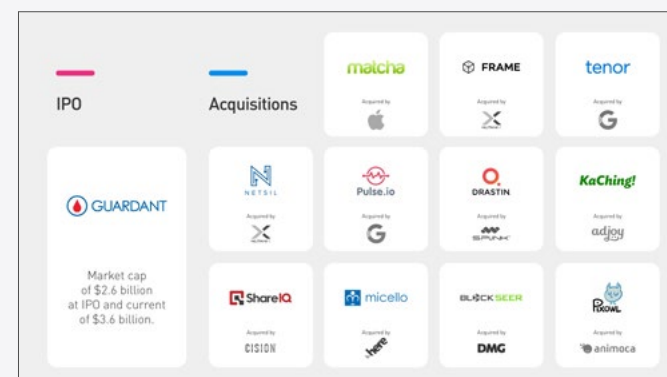 IPO
Acquisitions
matcha
Acquired by
FRAME
Acquired by
tenor
Acquired by
G
GUARDANT
Market cap
of $2.6 billion
at IPO and current
of $3.6 billion.
NETSIL
Acquired by
Pulse.io
Acquired by
G
DRASTIN
Acquired by
KaChing!
Acquired by
adjoy
ShareIQ
Acquired by
CISION
micello
Acquired by
here
BLOCKSEER
Acquired by
DMG
PIXOWL
Acquired by
animoca